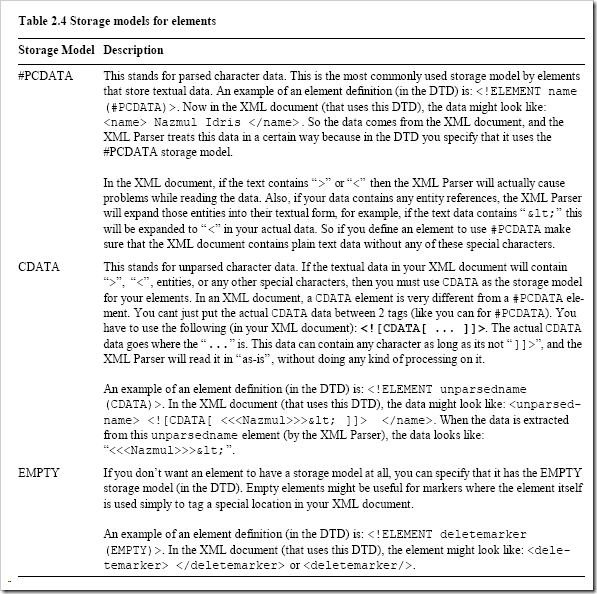 Table 2.4 Storage models for elements
Storage Model Description
#PCDATA This stands for parsed character data. This is the most commonly used storage model by elements
that store textual data. An example of an element definition (in the DTD) is: <!ELEMENT name
(#PCDATA)>. Now in the XML document (that uses this DTD), the data might look like:
<name> Nazmul Idris </name>. So the data comes from the XML document, and the
XML Parser treats this data in a certain way because in the DTD you specify that it uses the
#PCDATA storage model.
In the XML document, if the text contains “>” or “<” then the XML Parser will actually cause
problems while reading the data. Also, if your data contains any entity references, the XML Parser
will expand those entities into their textual form, for example, if the text data contains “&lt;” this
will be expanded to “<” in your actual data. So if you define an element to use #PCDATA make
sure that the XML document contains plain text data without any of these special characters.
CDATA This stands for unparsed character data. If the textual data in your XML document will contain
“>”, “<”, entities, or any other special characters, then you must use CDATA as the storage model
for your elements. In an XML document, a CDATA element is very different from a #PCDATA ele-
ment. You cant just put the actual CDATA data between 2 tags (like you can for #PCDATA). You
have to use the following (in your XML document): <![CDATA[ ... ]]>. The actual CDATA
data goes where the “...” is. This data can contain any character as long as its not “]]>”, and the
XML Parser will read it in “as-is”, without doing any kind of processing on it.
An example of an element definition (in the DTD) is: <!ELEMENT unparsedname
(CDATA)>. In the XML document (that uses this DTD), the data might look like: <unparsed-
name> <![CDATA[ <<<Nazmul>>>&lt; ]]> </name>. When the data is extracted
from this unparsedname element (by the XML Parser), the data looks like:
“<<<Nazmul>>>&lt;”.
EMPTY If you don’t want an element to have a storage model at all, you can specify that it has the EMPTY
storage model (in the DTD). Empty elements might be useful for markers where the element itself
is used simply to tag a special location in your XML document.
An example of an element definition (in the DTD) is: <!ELEMENT deletemarker
(EMPTY)>. In the XML document (that uses this DTD), the element might look like: <dele-
temarker> </deletemarker> or <deletemarker/>.